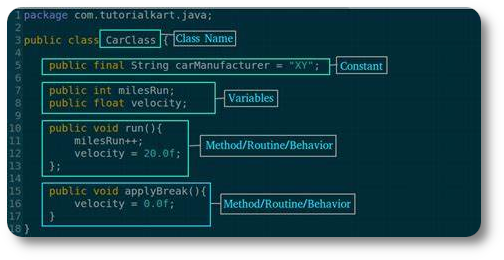 1 package com.tutorialkart.java;
2
3 public class CarClass { Class Name
4
5 public final String carManufacturer = "XY"; Constant
6
7 public int milesRun;
8 public float velocity; Variables
9
10 public void run(){
11 milesRun++; Method/Routine/Behavior
12 velocity = 20.0f;
13 };
14
15 public void applyBreak(){
16 velocity = 0.0f; Method/Routine/Behavior
17 }
18 }